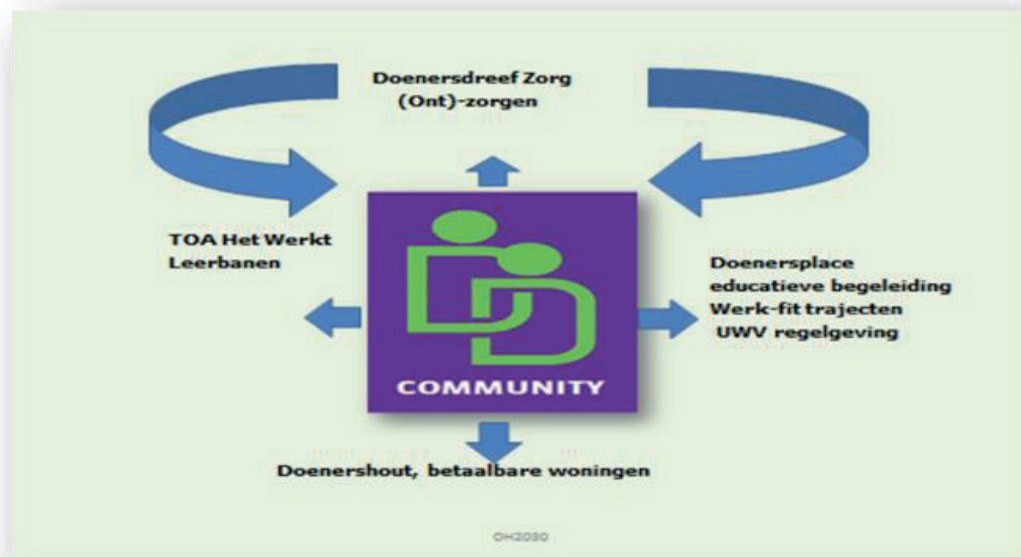 Doenersdreef Zorg
(Ont)-zorgen
TOA Het Werkt
Leerbanen
Doenersplace
educatieve begeleiding
Werk-fit trajecten
UWV regelgeving
DD
COMMUNITY
Doenershout, betaalbare woningen
OH2030